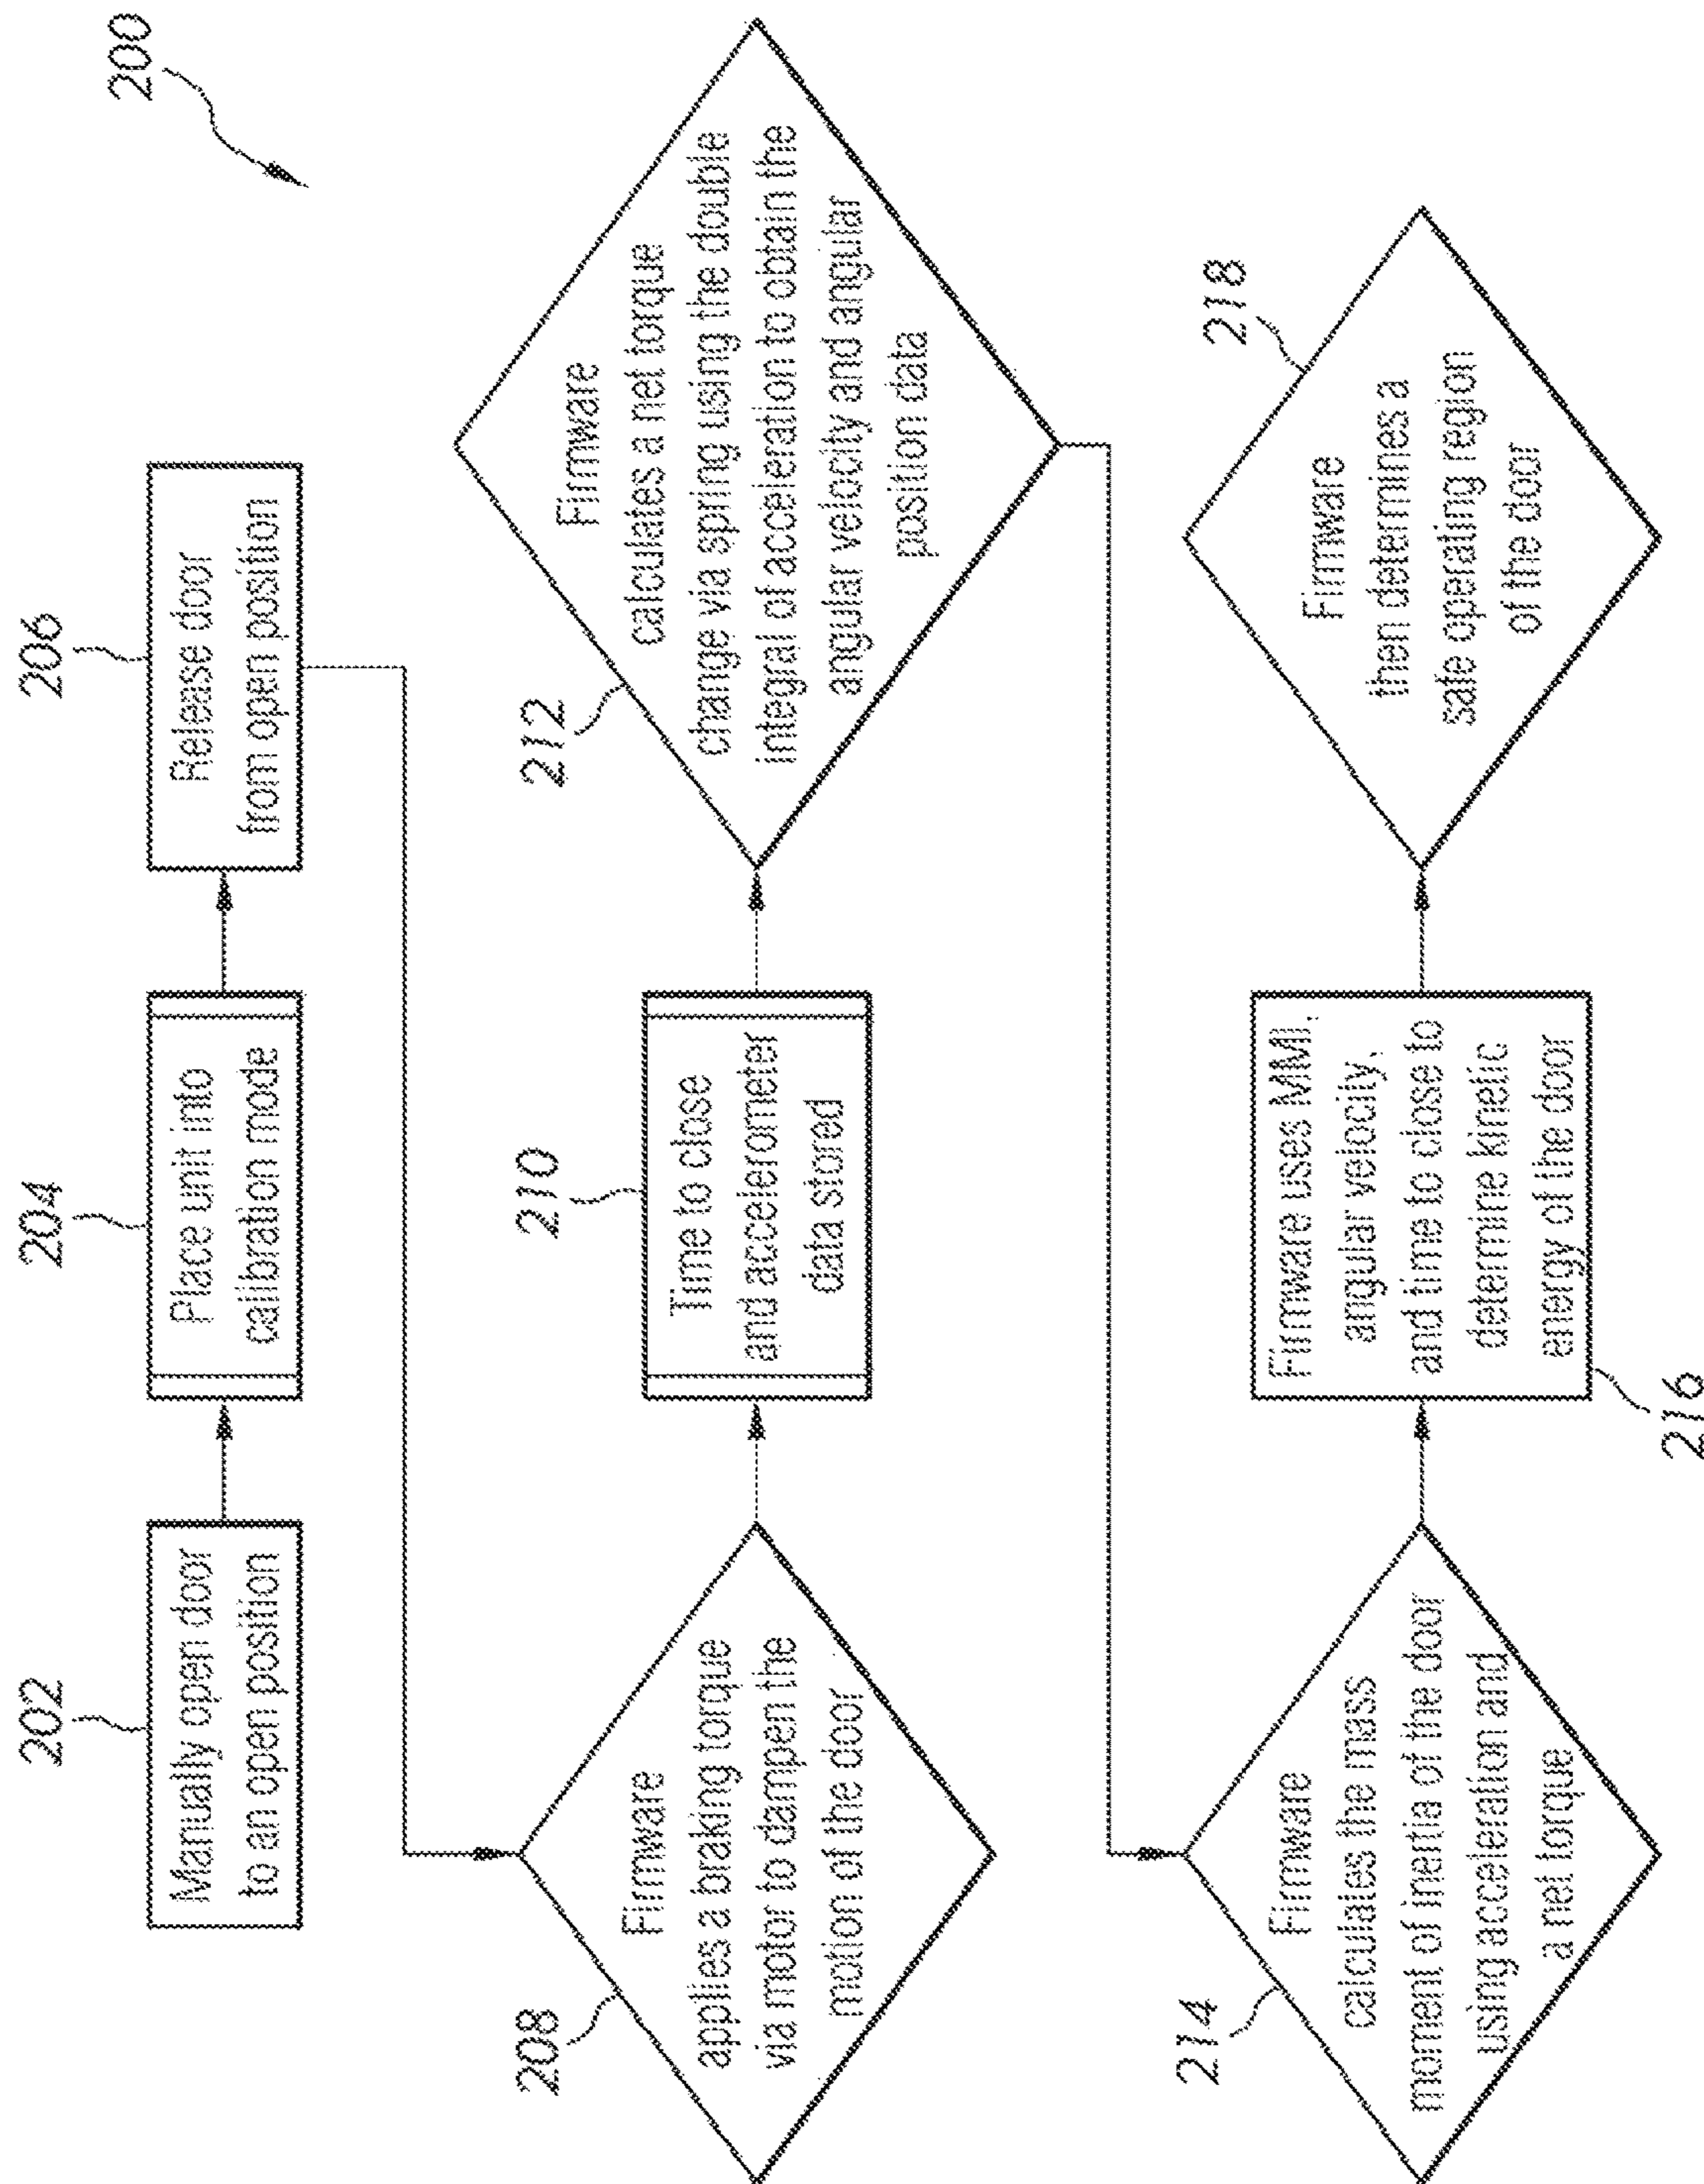 200
202
Manually open door
to an open position
204
Place unit into
calibration mode
206
Release door
from open position
208
Firmware
applies a braking torque
via motor to dampen the
motion of the door
210
Time to close
and accelerometer
data stored
212
Firmware
calculates a net torque
change via spring using the double
integral of acceleration to obtain the
angular velocity and angular
position data
214
Firmware
calculates the mass
moment of inertia of the door
using acceleration and
a net torque
216
Firmware uses MMI,
angular velocity,
and time to close to
determine kinetic
energy of the door
218
Firmware
then determines a
safe operating region
of the door